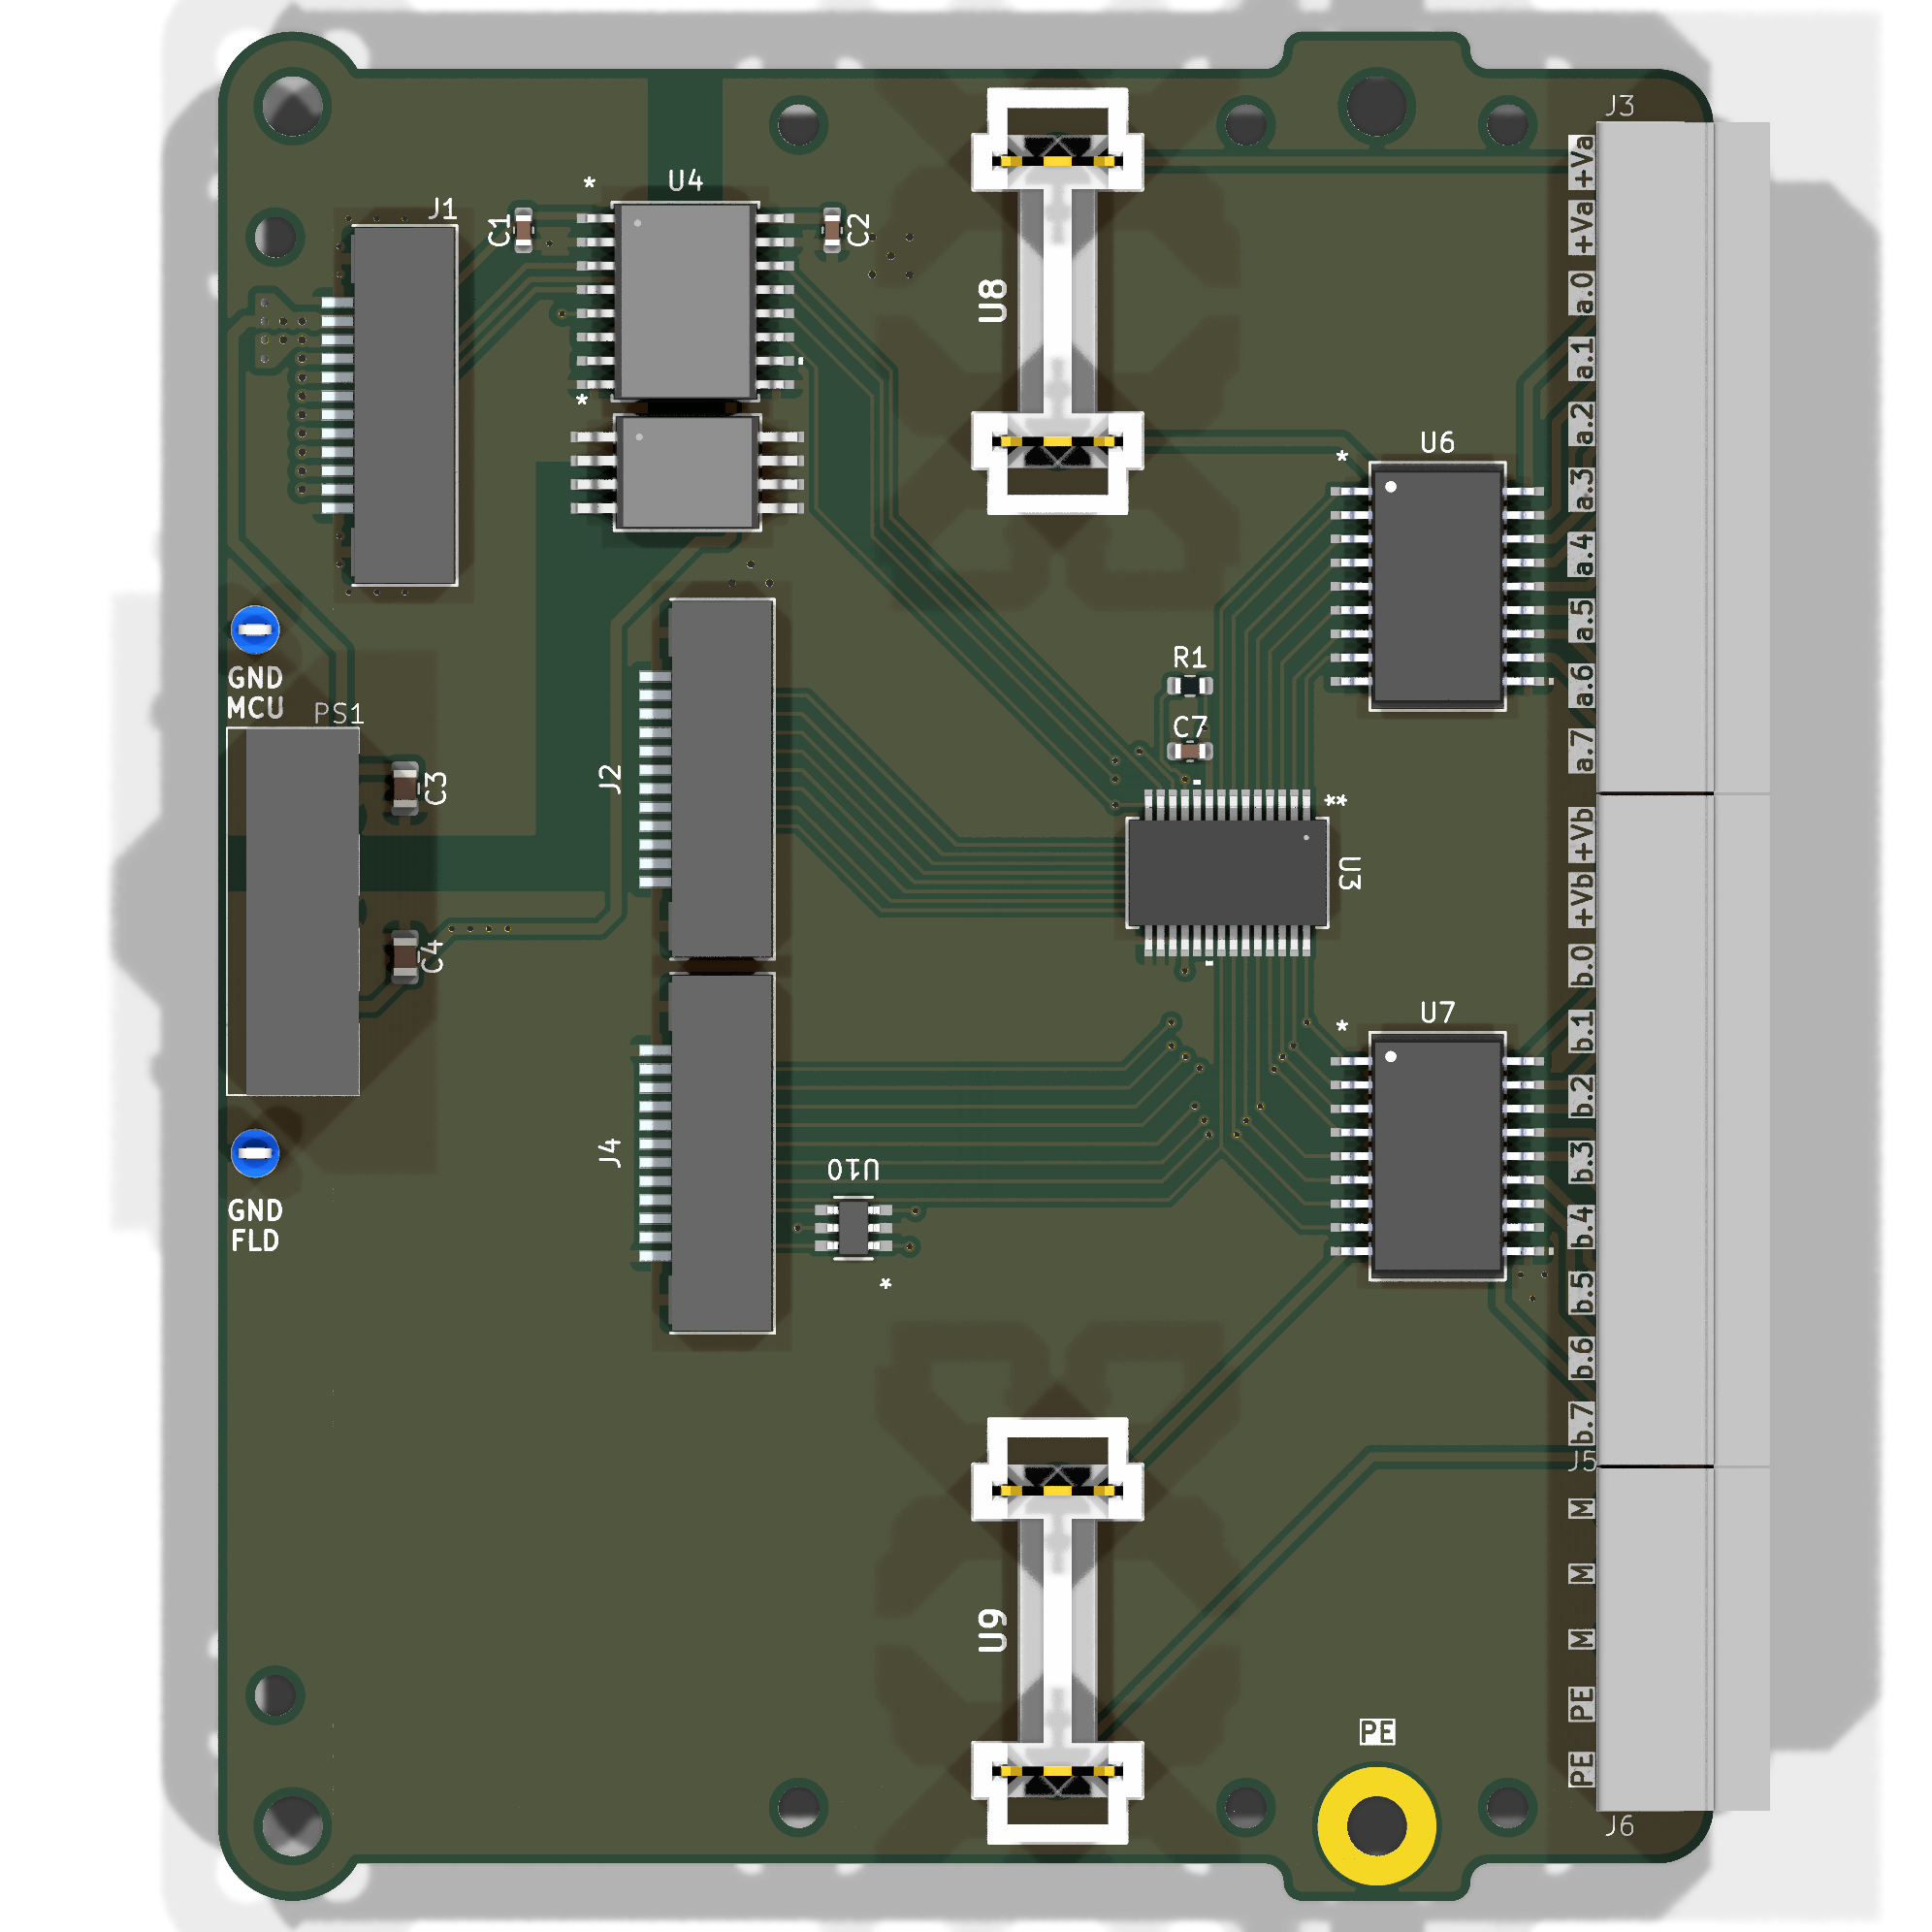 J3
+Va
+Va
a.0
a.1
a.2
a.3
a.4
a.5
a.6
a.7
+Vb
+Vb
b.0
b.1
b.2
b.3
b.4
b.5
b.6
b.7
J5
M
M
M
PE
PE
J6
*
U4
J1
C1
C2
*
U8
*
U6
GND
MCU
PS1
R1
C7
J2
C3
**
U3
C4
*
U7
J4
U10
*
GND
FLD
U9
PE